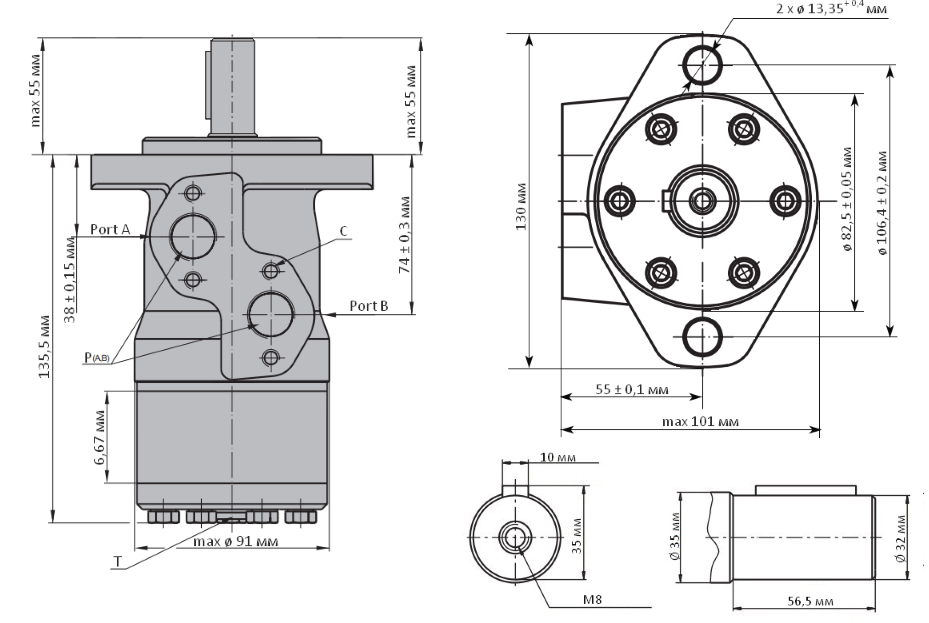 max 55 мм
max 55 мм
Port A
38 ± 0,15 мм
C
74 ± 0,3 мм
Port B
P(A,B)
135,5 мм
6,67 мм
max ø 91 мм
T
2 x ø 13,35+0,4 мм
130 мм
ø 82,5 ± 0,05 мм
ø 106,4 ± 0,2 мм
55 ± 0,1 мм
max 101 мм
10 мм
35 мм
M8
Ø 35 мм
Ø 32 мм
56,5 мм